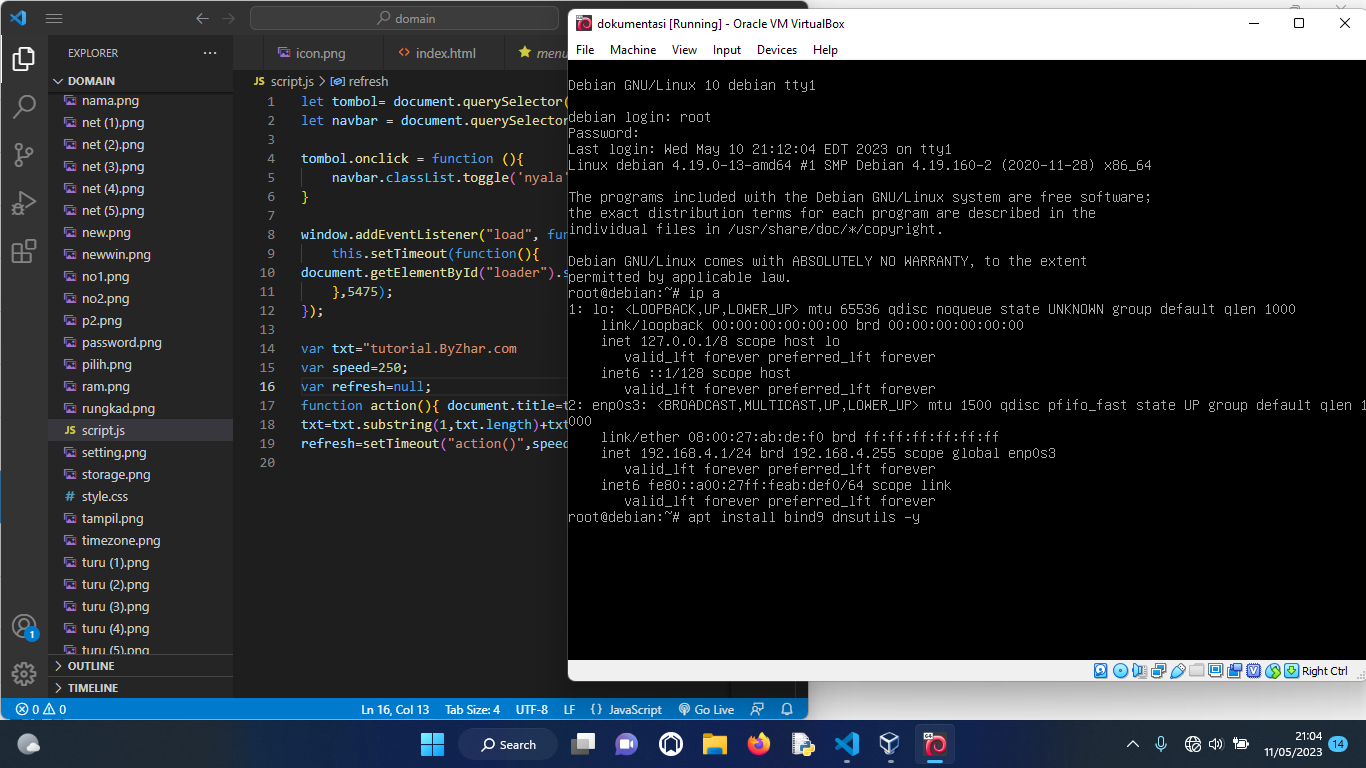 domain
EXPLORER
DOMAIN
nama.png
net (1).png
net (2).png
net (3).png
net (4).png
net (5).png
new.png
newwin.png
no1.png
no2.png
p2.png
password.png
pilih.png
ram.png
rungkad.png
JS script.js
setting.png
storage.png
# style.css
tampil.png
timezone.png
turu (1).png
turu (2).png
turu (3).png
turu (4).png
turu (5).png
OUTLINE
TIMELINE
1
icon.png
<> index.html
menu
JS script.js > refresh
1 let tombol= document.querySelector(
2 let navbar = document.querySelector
3
4 tombol.onclick = function (){
5 navbar.classList.toggle('nyala'
6 }
7
8 window.addEventListener("load", fun
9 this.setTimeout(function(){
10 document.getElementById("loader").s
11 },5475);
12 });
13
14 var txt="tutorial.ByZhar.com
15 var speed=250;
16 var refresh=null;
17 function action(){ document.title=t
18 txt=txt.substring(1,txt.length)+txt
19 refresh=setTimeout("action()",speed
20
0 0
Ln 16, Col 13 Tab Size: 4 UTF-8 LF {} JavaScript Go Live
dokumentasi [Running] - Oracle VM VirtualBox
File Machine View Input Devices Help
Debian GNU/Linux 10 debian tty1
debian login: root
Password:
Last login: Wed May 10 21:12:04 EDT 2023 on tty1
Linux debian 4.19.0-13-amd64 #1 SMP Debian 4.19.160-2 (2020-11-28) x86_64
The programs included with the Debian GNU/Linux system are free software;
the exact distribution terms for each program are described in the
individual files in /usr/share/doc/*/copyright.
Debian GNU/Linux comes with ABSOLUTELY NO WARRANTY, to the extent
permitted by applicable law.
root@debian:~# ip a
1: lo: <LOOPBACK,UP,LOWER_UP> mtu 65536 qdisc noqueue state UNKNOWN group default qlen 1000
link/loopback 00:00:00:00:00:00 brd 00:00:00:00:00:00
inet 127.0.0.1/8 scope host lo
valid_lft forever preferred_lft forever
inet6 ::1/128 scope host
valid_lft forever preferred_lft forever
2: enp0s3: <BROADCAST,MULTICAST,UP,LOWER_UP> mtu 1500 qdisc pfifo_fast state UP group default qlen 1
000
link/ether 08:00:27:ab:de:f0 brd ff:ff:ff:ff:ff:ff
inet 192.168.4.1/24 brd 192.168.4.255 scope global enp0s3
valid_lft forever preferred_lft forever
inet6 fe80::a00:27ff:feab:def0/64 scope link
valid_lft forever preferred_lft forever
root@debian:~# apt install bind9 dnsutils -y
Right Ctrl
Search
21:04
11/05/2023
14